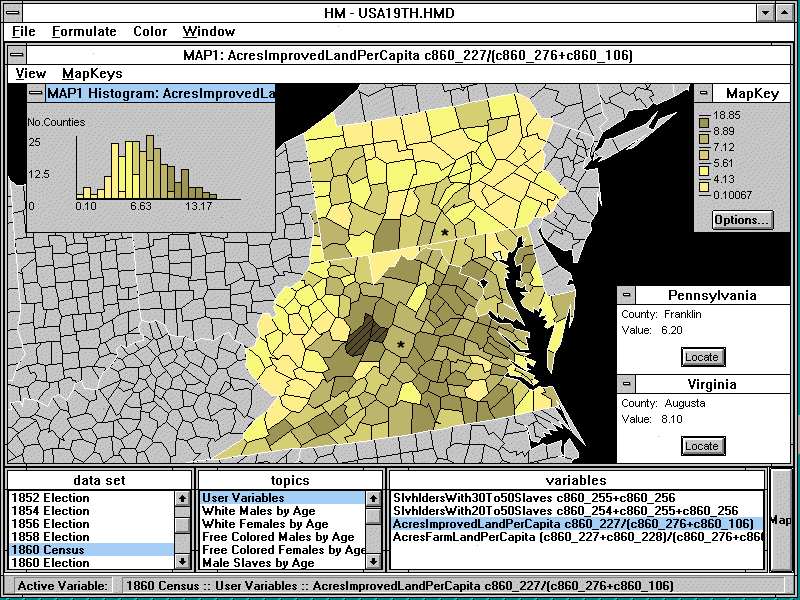 HM - USA19TH.HMD
File Formulate Color Window
MAP1: AcresImprovedLandPerCapita c860_227/(c860_276+c860_106)
View MapKeys
MAP1 Histogram: AcresImprovedLa
No.Counties
25
12.5
0
0.10 6.63 13.17
MapKey
18.85
8.89
7.12
5.61
4.13
0.10067
Options...
*
*
Pennsylvania
County: Franklin
Value: 6.20
Locate
Virginia
County: Augusta
Value: 8.10
Locate
data set
1852 Election
1854 Election
1856 Election
1858 Election
1860 Census
1860 Election
topics
User Variables
White Males by Age
White Females by Age
Free Colored Males by Age
Free Colored Females by Age
Male Slaves by Age
variables
SlvhldersWith30To50Slaves c860_255+c860_256
SlvhldersWith20To50Slaves c860_254+c860_255+c860_256
AcresImprovedLandPerCapita c860_227/(c860_276+c860_106)
AcresFarmLandPerCapita (c860_227+c860_228)/(c860_276+c860
Map
Active Variable: 1860 Census :: User Variables :: AcresImprovedLandPerCapita c860_227/(c860_276+c860_106)